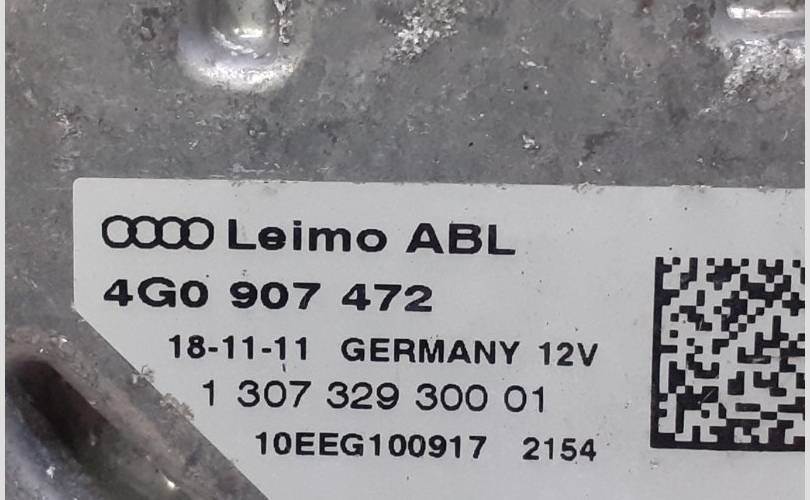 Leimo ABL
4G0 907 472
18-11-11 GERMANY 12V
1 307 329 300 01
10EEG100917 2154